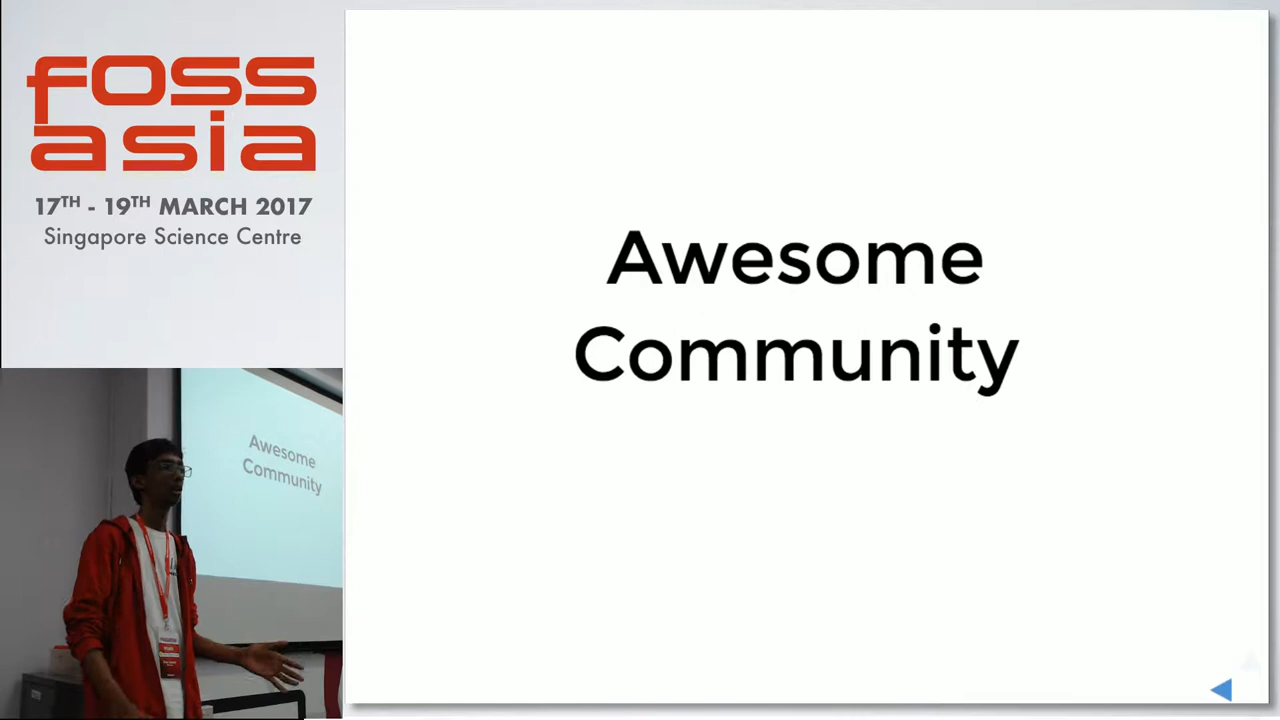 foss
asia
17TH - 19TH MARCH 2017
Singapore Science Centre
Awesome
Community
Awesome
Community